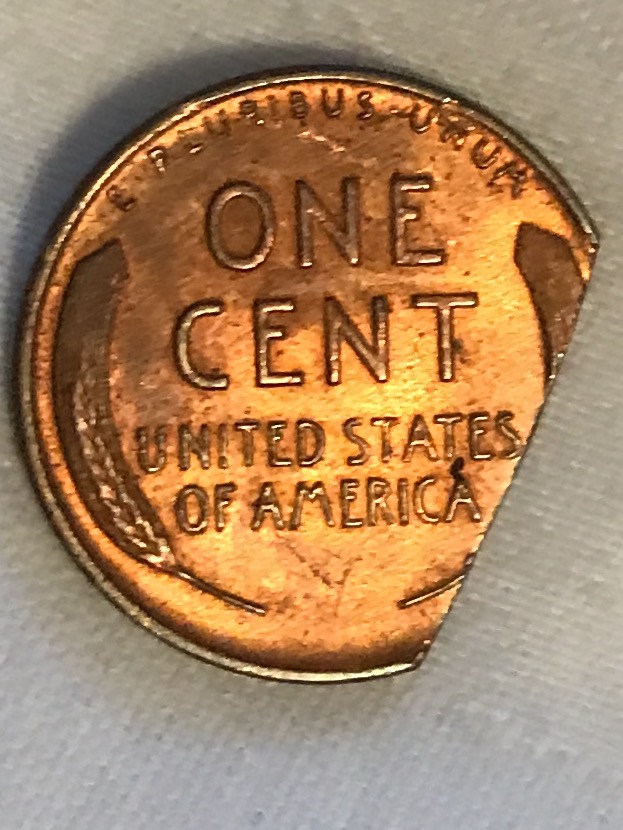 E·PLURIBUS·UNUM
ONE
CENT
UNITED STATES
OF AMERICA